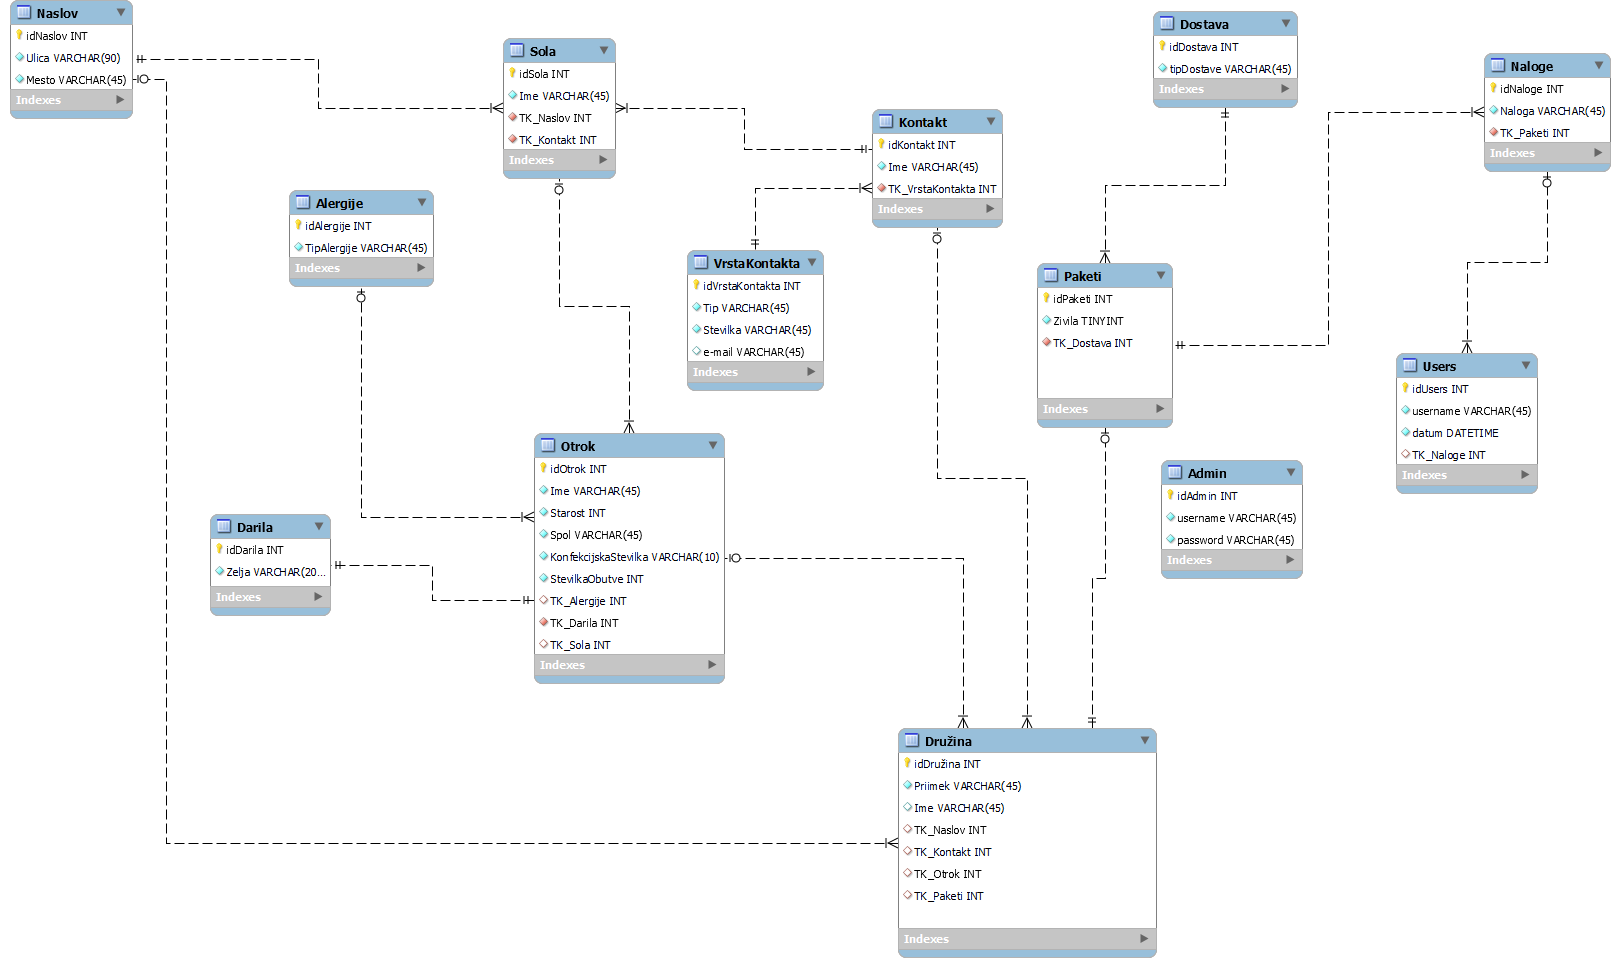 Naslov
idNaslov INT
Ulica VARCHAR(90)
Mesto VARCHAR(45)
Indexes
Sola
idSola INT
Ime VARCHAR(45)
TK_Naslov INT
TK_Kontakt INT
Indexes
Dostava
idDostava INT
tipDostave VARCHAR(45)
Indexes
Naloge
idNaloge INT
Naloga VARCHAR(45)
TK_Paketi INT
Indexes
Kontakt
idKontakt INT
Ime VARCHAR(45)
TK_VrstaKontakta INT
Indexes
Alergije
idAlergije INT
TipAlergije VARCHAR(45)
Indexes
VrstaKontakta
idVrstaKontakta INT
Tip VARCHAR(45)
Stevilka VARCHAR(45)
e-mail VARCHAR(45)
Indexes
Paketi
idPaketi INT
Zivila TINYINT
TK_Dostava INT
Indexes
Users
idUsers INT
username VARCHAR(45)
datum DATETIME
TK_Naloge INT
Indexes
Otrok
idOtrok INT
Ime VARCHAR(45)
Starost INT
Spol VARCHAR(45)
KonfekcijskaStevilka VARCHAR(10)
StevilkaObutve INT
TK_Alergije INT
TK_Darila INT
TK_Sola INT
Indexes
Admin
idAdmin INT
username VARCHAR(45)
password VARCHAR(45)
Indexes
Darila
idDarila INT
Zelja VARCHAR(20...
Indexes
Družina
idDružina INT
Priimek VARCHAR(45)
Ime VARCHAR(45)
TK_Naslov INT
TK_Kontakt INT
TK_Otrok INT
TK_Paketi INT
Indexes